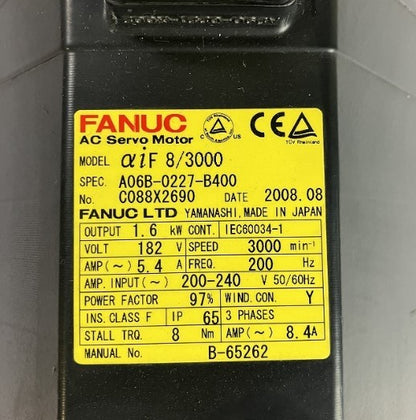 FANUC
AC Servo Motor
C US
TÜV Rheinland
MODEL αiF 8/3000
SPEC. A06B-0227-B400
No. C088X2690 DATE 2008.08
FANUC LTD YAMANASHI, MADE IN JAPAN
OUTPUT 1.6 kW CONT. IEC60034-1
VOLT 182 V SPEED 3000 min⁻¹
AMP(~) 5.4 A FREQ. 200 Hz
AMP. INPUT(~) 200-240 V 50/60Hz
POWER FACTOR 97% WIND. CON. Y
INS. CLASS F IP 65 3 PHASES
STALL TRQ. 8 Nm AMP(~) 8.4A
MANUAL No. B-65262